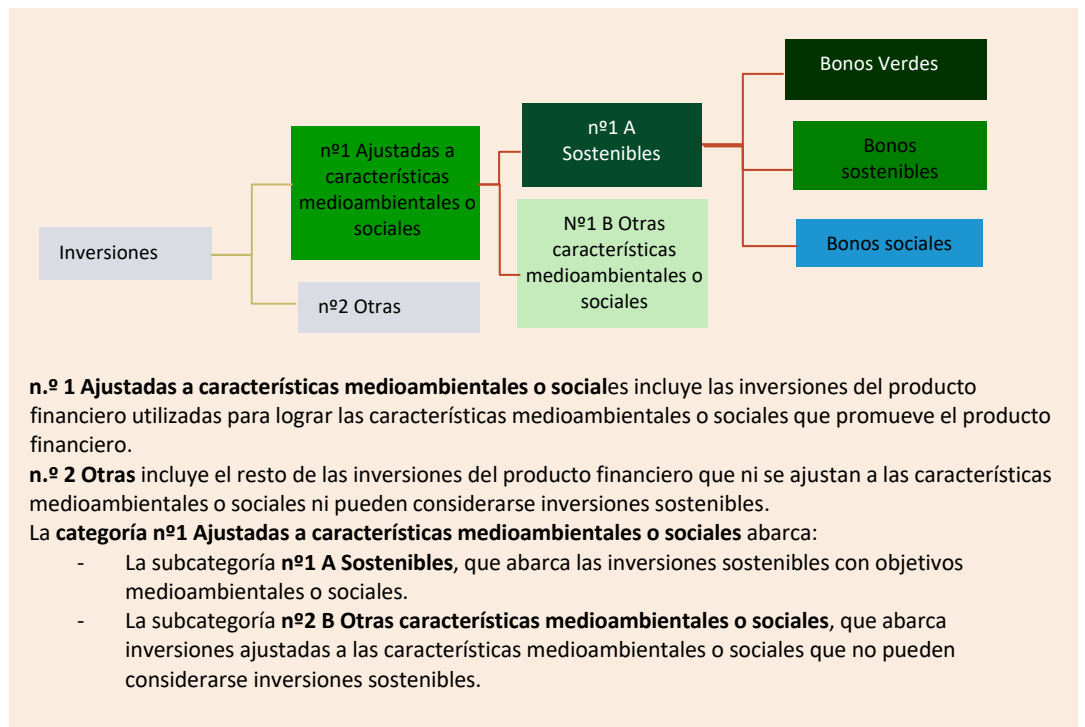 Bonos Verdes
nº1 A
Sostenibles
nº1 Ajustadas a
característicás
medioambientales o
sociales
Bonos
sostenibles
Nº1 B Otras
característícas
medioambientales o
sociales
Bonos sociales
Inversiones
nº2 Otras
n.º 1 Ajustadas a características medioambientales o sociales incluye las inversiones del producto
financiero utilizadas para lograr las características medioambientales o sociales que promueve el producto
financiero.
n.º 2 Otras incluye el resto de las inversiones del producto financiero que ni se ajustan a las características
medioambientales o sociales ni pueden considerarse inversiones sostenibles.
La categoría nº1 Ajustadas a características medioambientales o sociales abarca:
- La subcategoría nº1 A Sostenibles, que abarca las inversiones sostenibles con objetivos
medioambientales o sociales.
- La subcategoría nº2 B Otras características medioambientales o sociales, que abarca
inversiones ajustadas a las características medioambientales o sociales que no pueden
considerarse inversiones sostenibles.